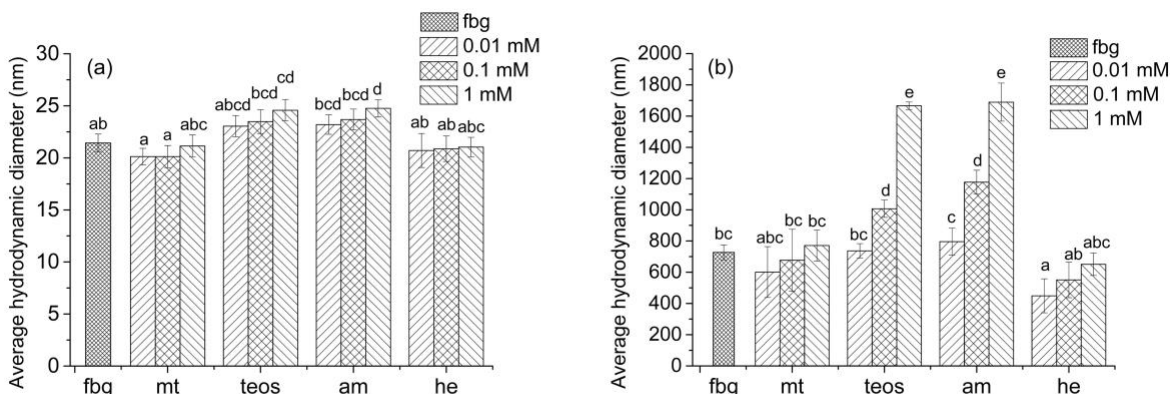 (a)
fbg
0.01 mM
0.1 mM
1 mM
Average hydrodynamic diameter (nm)
30
25
20
15
10
5
0
ab
a
a
abc
abcd
bcd
cd
bcd
bcd
d
ab
ab
abc
fbg
mt
teos
am
he
(b)
fbg
0.01 mM
0.1 mM
1 mM
Average hydrodynamic diameter (nm)
2000
1800
1600
1400
1200
1000
800
600
400
200
0
bc
abc
bc
bc
bc
d
e
c
d
e
a
ab
abc
fbg
mt
teos
am
he